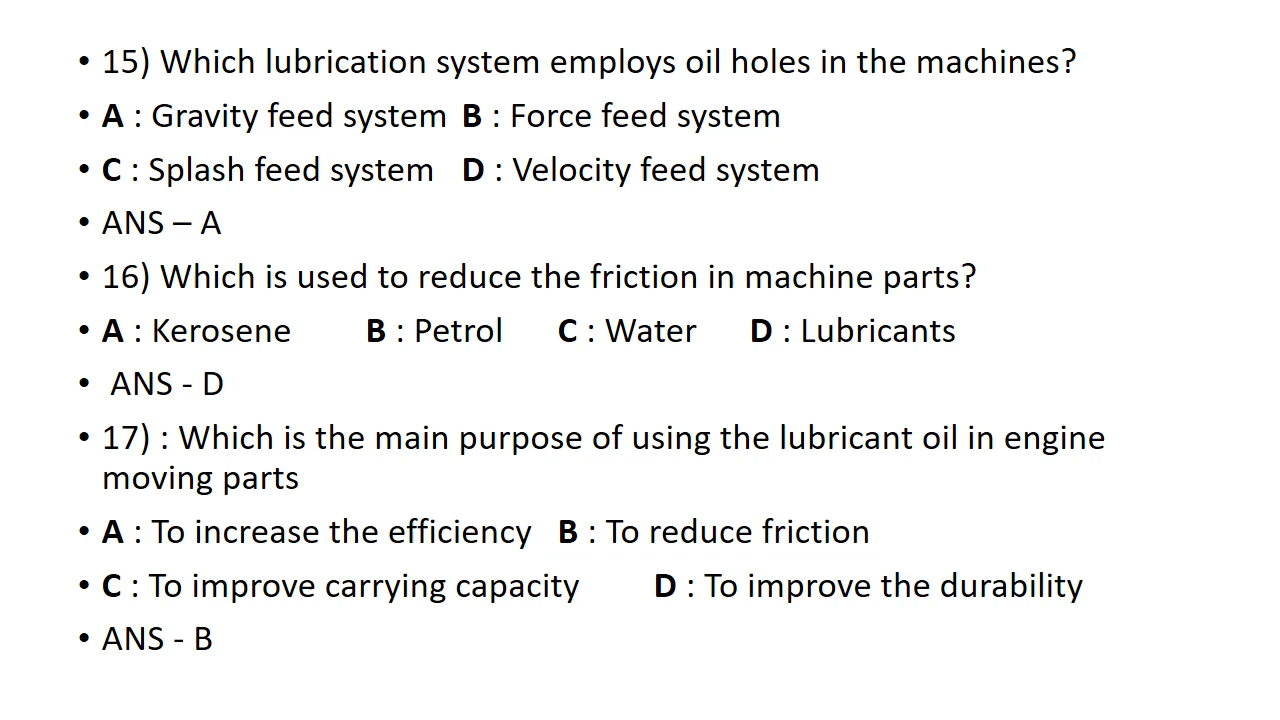 • 15) Which lubrication system employs oil holes in the machines?
• A : Gravity feed system B : Force feed system
• C : Splash feed system D : Velocity feed system
• ANS – A
• 16) Which is used to reduce the friction in machine parts?
• A : Kerosene B : Petrol C : Water D : Lubricants
• ANS - D
• 17) : Which is the main purpose of using the lubricant oil in engine
moving parts
• A : To increase the efficiency B : To reduce friction
• C : To improve carrying capacity D : To improve the durability
• ANS - B